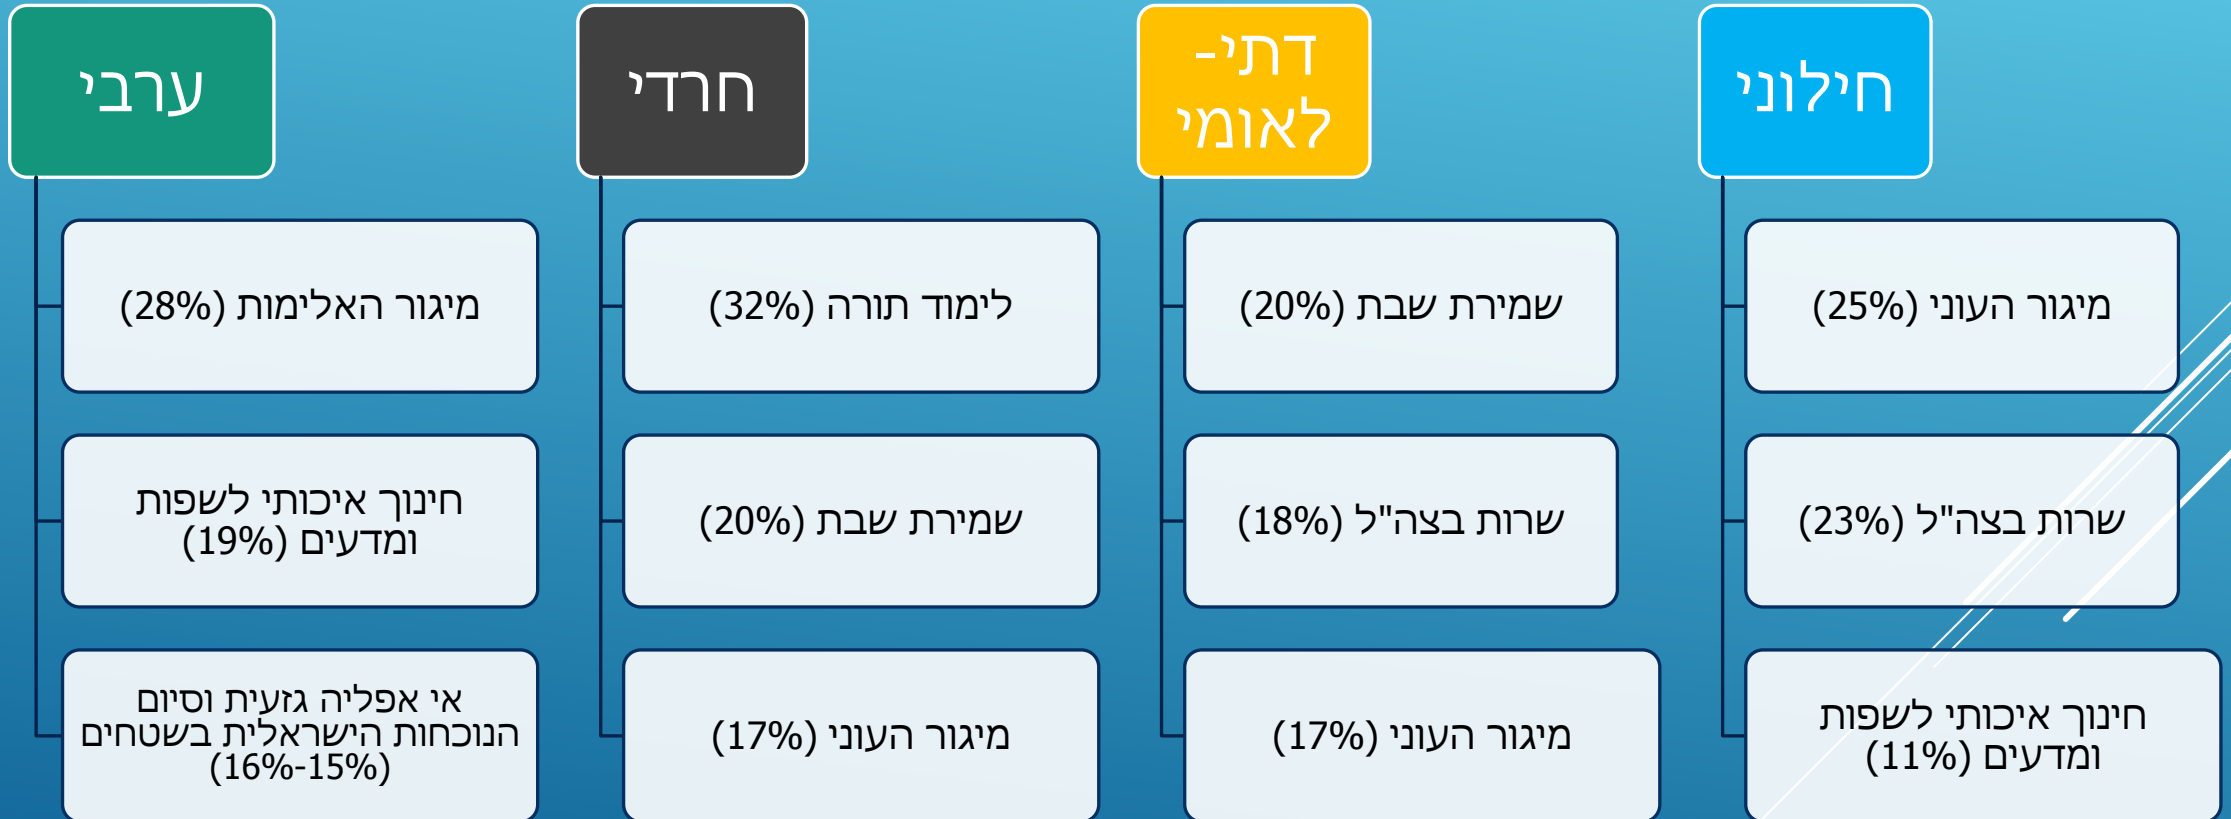 חילוני
מיגור העוני (25%)
שרות בצה"ל (23%)
חינוך איכותי לשפות
ומדעים (11%)
דתי-
לאומי
שמירת שבת (20%)
שרות בצה"ל (18%)
מיגור העוני (17%)
חרדי
לימוד תורה (32%)
שמירת שבת (20%)
מיגור העוני (17%)
ערבי
מיגור האלימות (28%)
חינוך איכותי לשפות
ומדעים (19%)
אי אפליה גזעית וסיום
הנוכחות הישראלית בשטחים
(16%-15%)